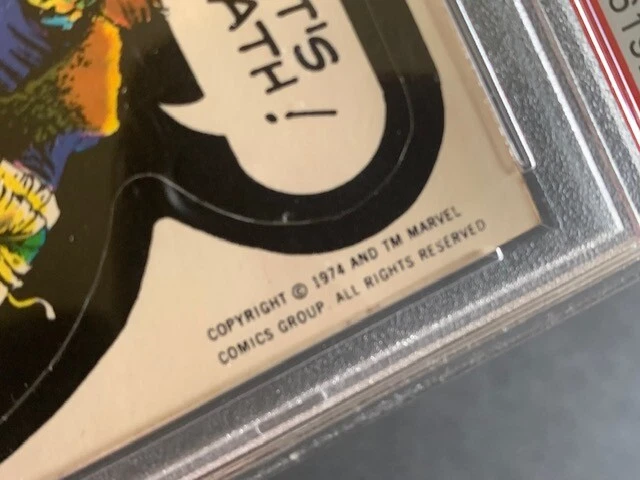 T'S
ATH!
COPYRIGHT © 1974 AND TM MARVEL
COMICS GROUP. ALL RIGHTS RESERVED